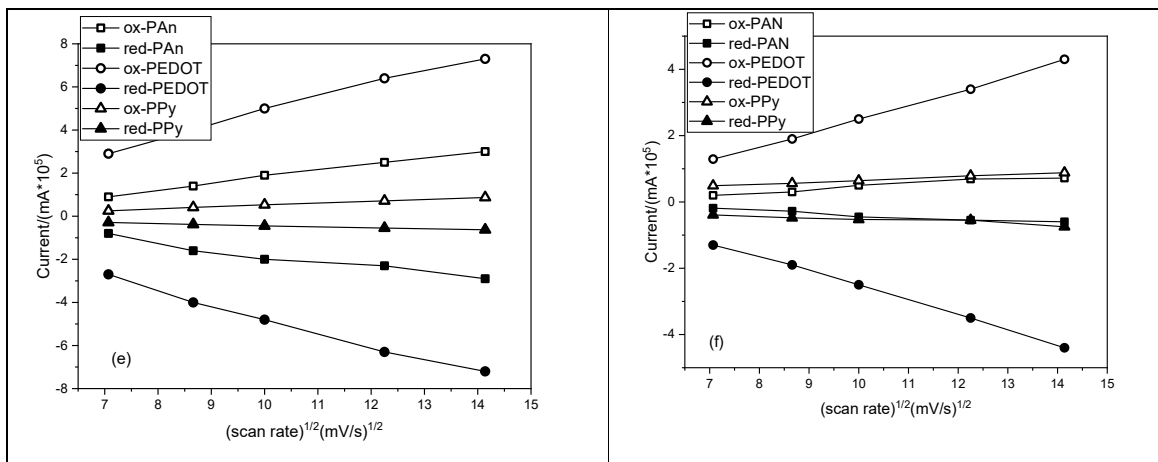 ox-PAn
red-PAn
ox-PEDOT
red-PEDOT
ox-PPy
red-PPy
8
6
4
2
0
-2
-4
-6
-8
Current/(mA*10⁵)
(e)
7 8 9 10 11 12 13 14 15
(scan rate)¹/²(mV/s)¹/²
ox-PAN
red-PAN
ox-PEDOT
red-PEDOT
ox-PPy
red-PPy
4
2
0
-2
-4
Current/(mA*10⁵)
(f)
7 8 9 10 11 12 13 14 15
(scan rate)¹/²(mV/s)¹/²